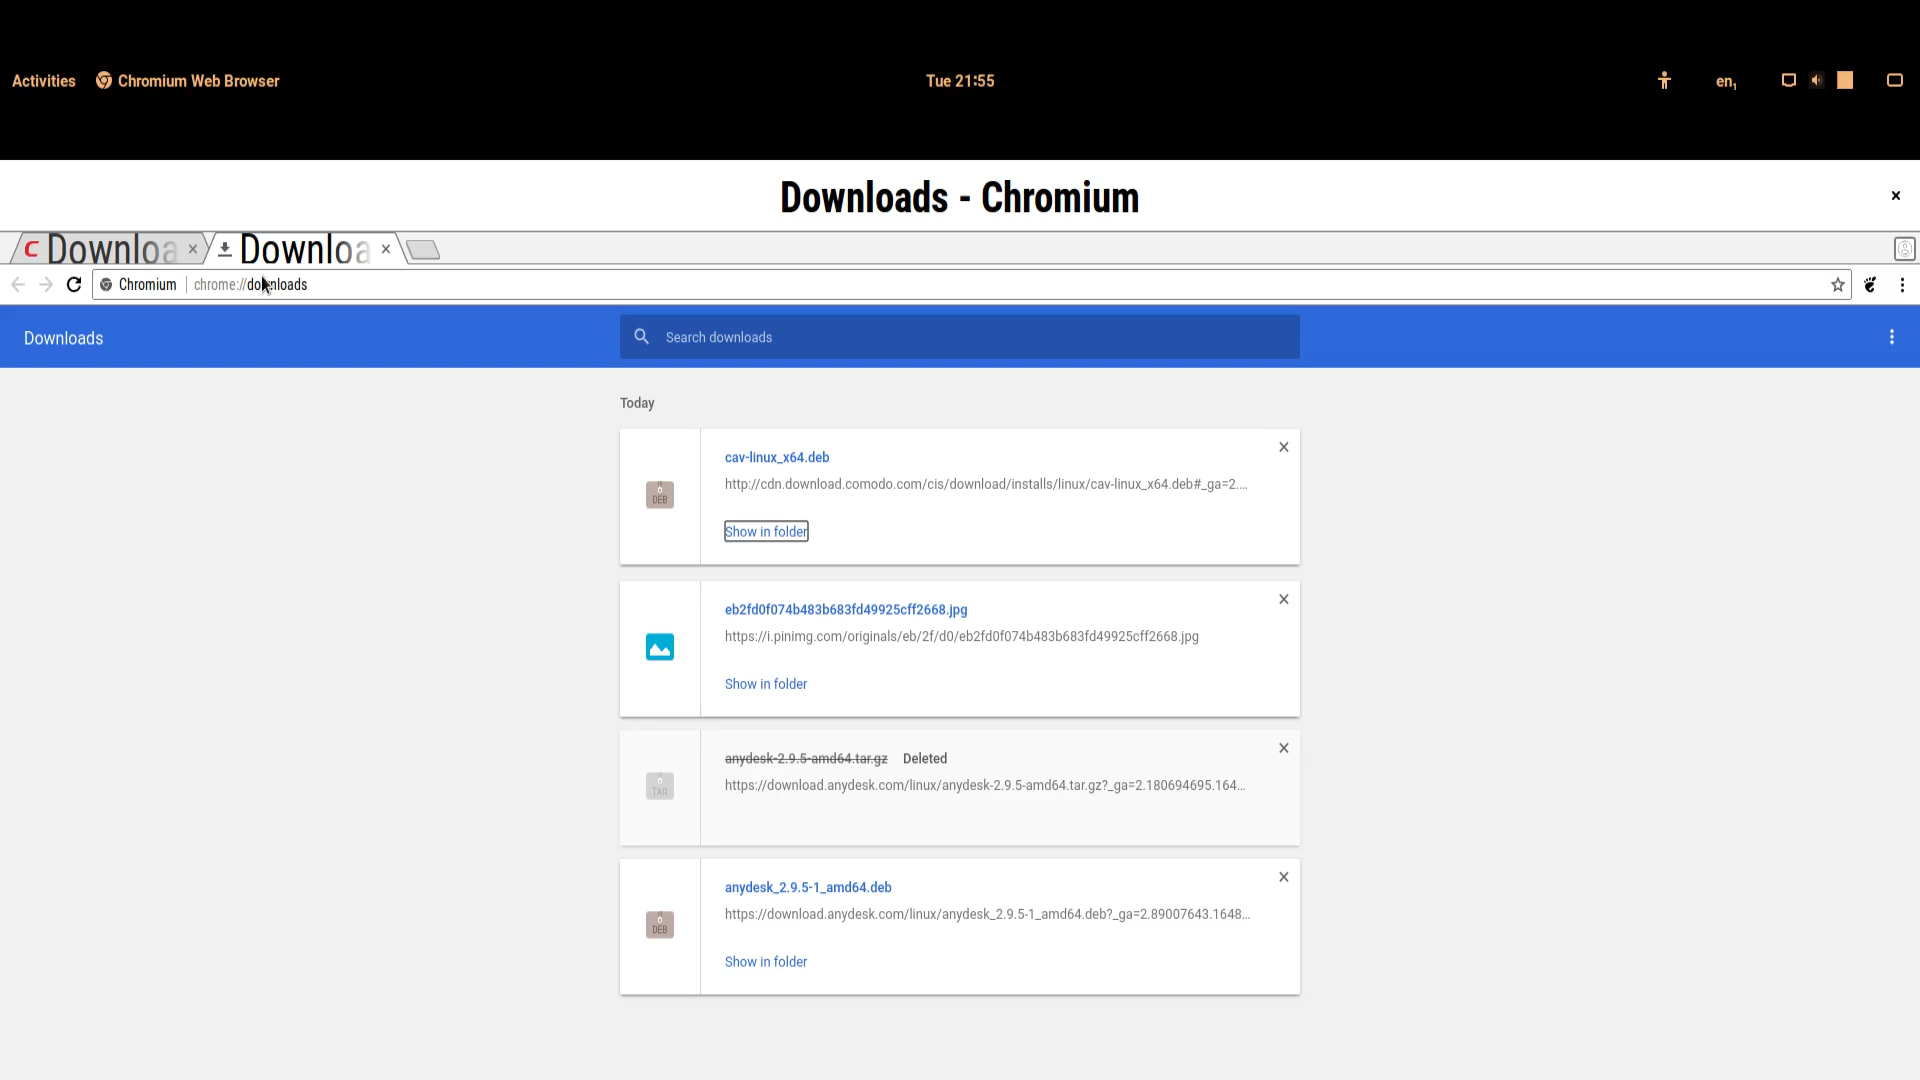 Activities Chromium Web Browser Tue 21:55 en₁
Downloads - Chromium
Downloa Downloa
Chromium chrome://downloads
Downloads Search downloads
Today
cav-linux_x64.deb
http://cdn.download.comodo.com/cis/download/installs/linux/cav-linux_x64.deb#_ga=2.…
DEB
Show in folder
eb2fd0f074b483b683fd49925cff2668.jpg
https://i.pinimg.com/originals/eb/2f/d0/eb2fd0f074b483b683fd49925cff2668.jpg
Show in folder
anydesk-2.9.5-amd64.tar.gz Deleted
https://download.anydesk.com/linux/anydesk-2.9.5-amd64.tar.gz?_ga=2.180694695.164…
TAR
anydesk_2.9.5-1_amd64.deb
https://download.anydesk.com/linux/anydesk_2.9.5-1_amd64.deb?_ga=2.89007643.1648…
DEB
Show in folder